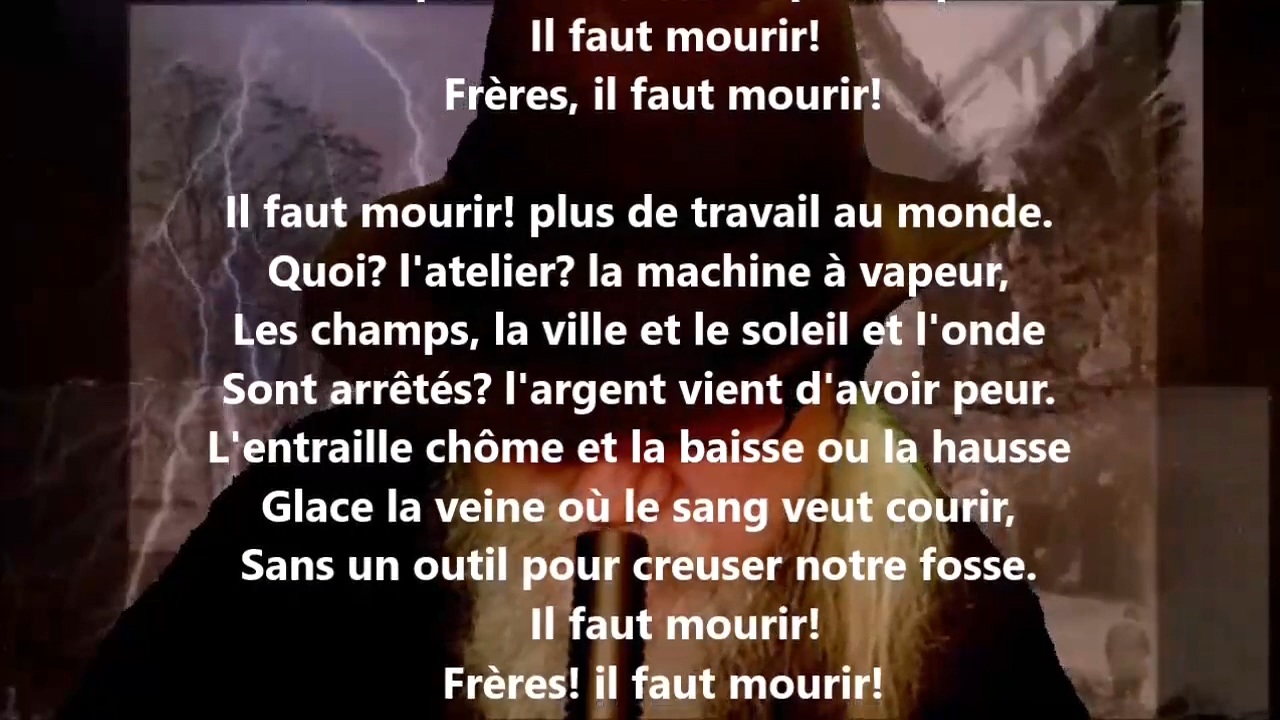 Il faut mourir!
Frères, il faut mourir!
Il faut mourir! plus de travail au monde.
Quoi? l'atelier? la machine à vapeur,
Les champs, la ville et le soleil et l'onde
Sont arrêtés? l'argent vient d'avoir peur.
L'entraille chôme et la baisse ou la hausse
Glace la veine où le sang veut courir,
Sans un outil pour creuser notre fosse.
Il faut mourir!
Frères! il faut mourir!